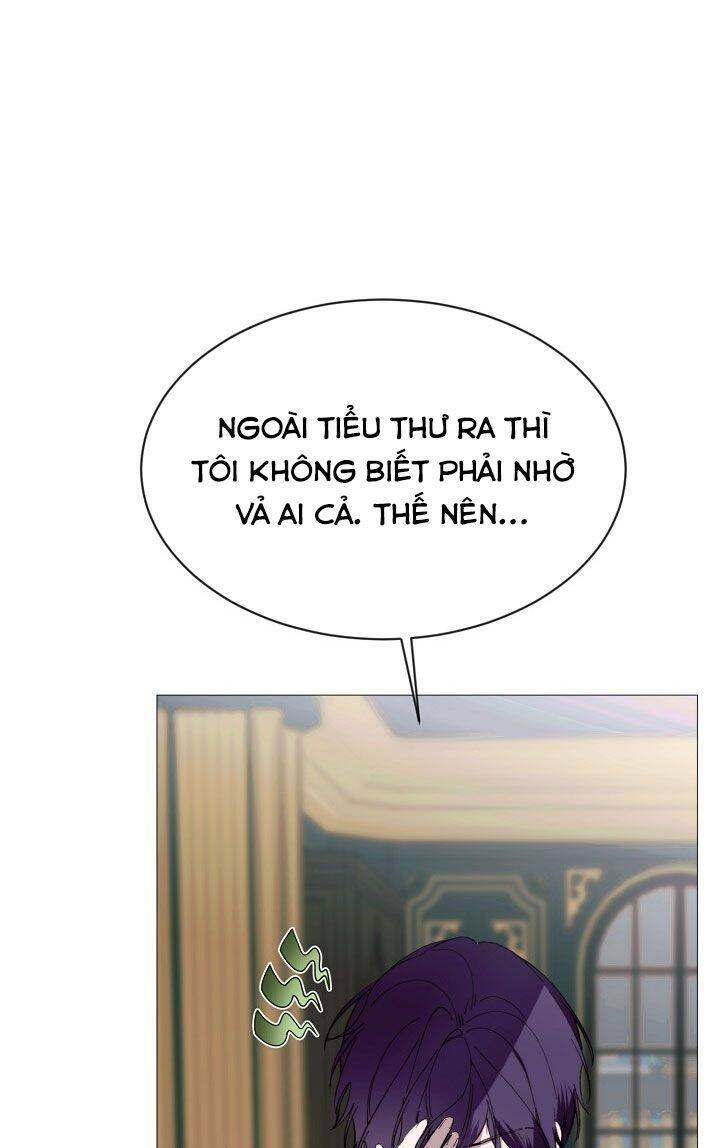 NGOÀI TIỂU THƯ RA THÌ
TÔI KHÔNG BIẾT PHẢI NHỜ
VẢ AI CẢ. THẾ NÊN...